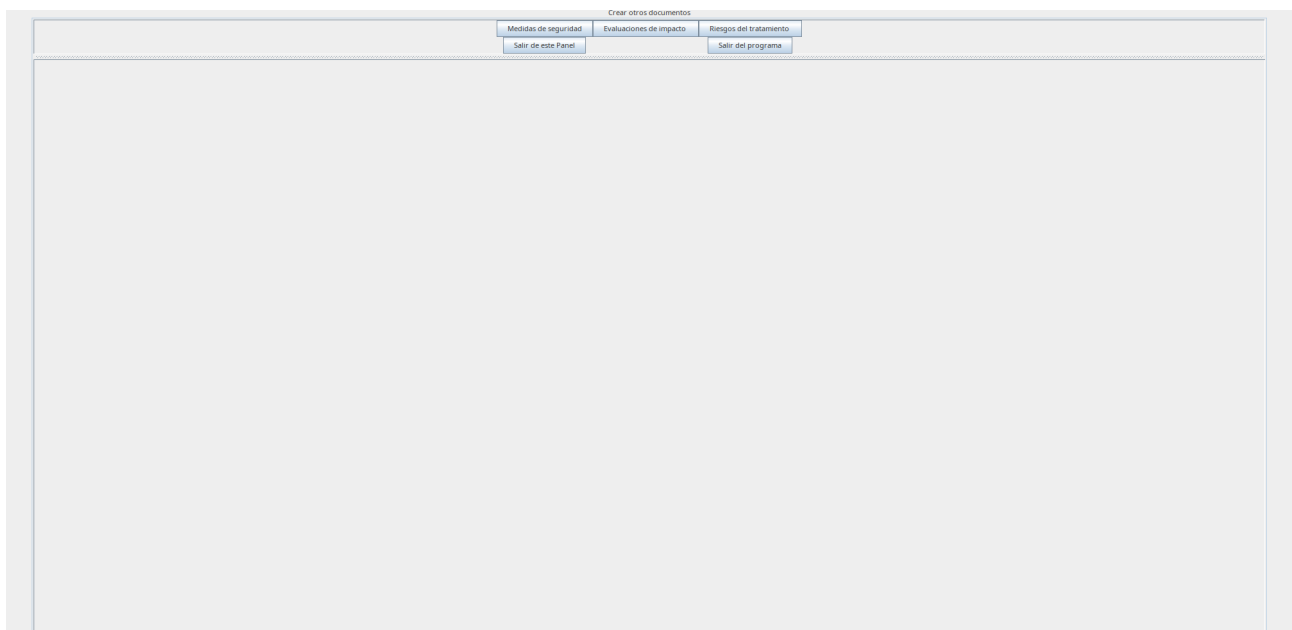 Crear otros documentos
Medidas de seguridad Evaluaciones de impacto Riesgos del tratamiento
Salir de este Panel Salir del programa